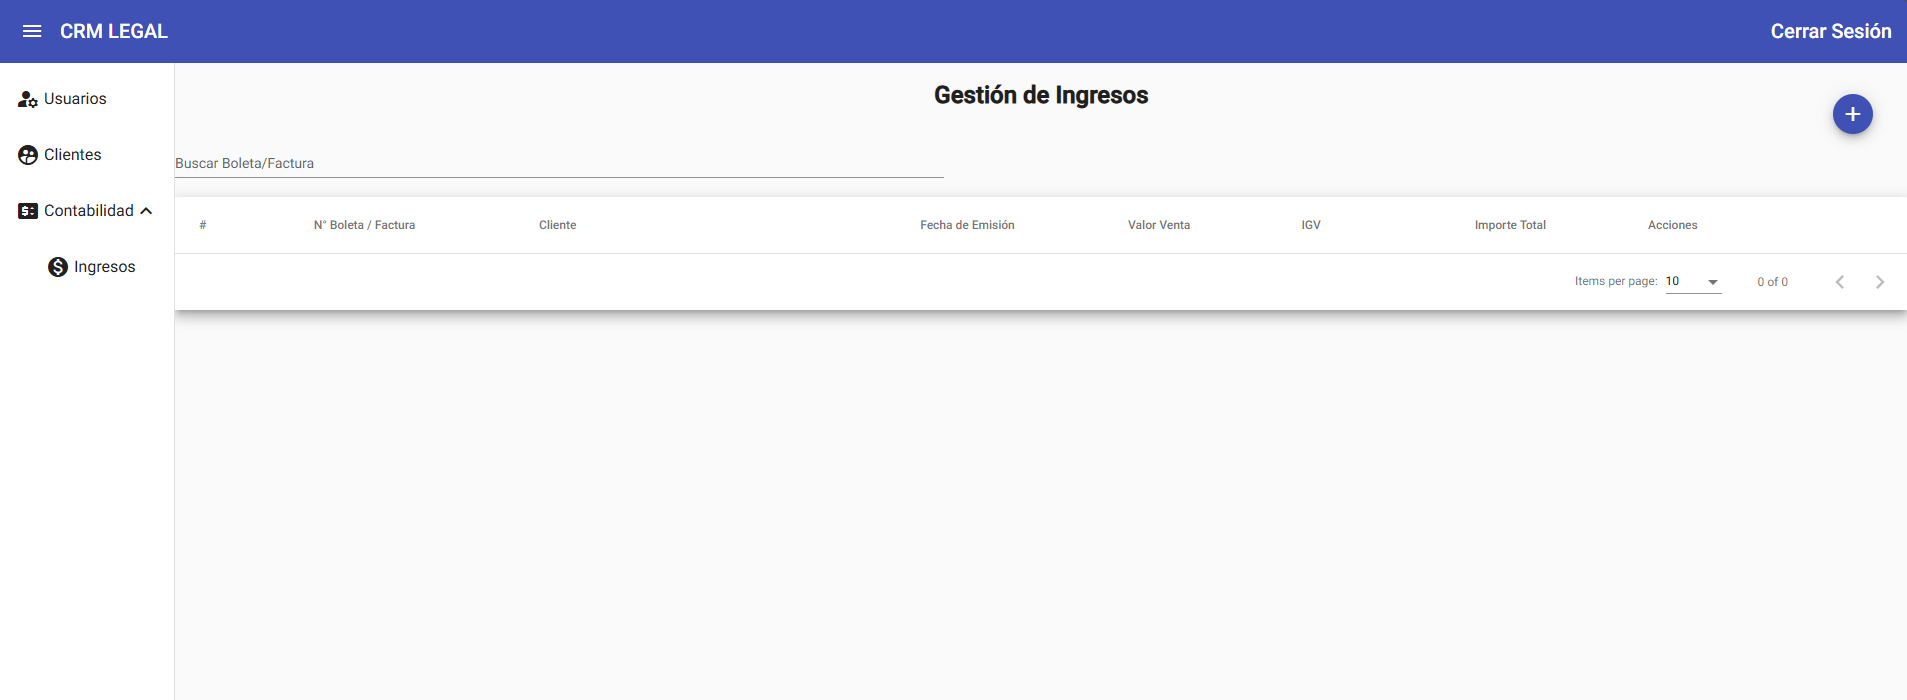 CRM LEGAL
Cerrar Sesión
Usuarios
Clientes
Contabilidad
Ingresos
Gestión de Ingresos
+
Buscar Boleta/Factura
# N° Boleta / Factura Cliente Fecha de Emisión Valor Venta IGV Importe Total Acciones
Items per page: 10 0 of 0